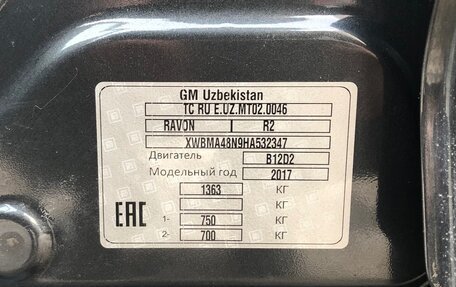 GM Uzbekistan
TC RU E.UZ.MT02.0046
RAVON R2
XWBMA48N9HA532347
Двигатель B12D2
Модельный год 2017
1363 КГ
КГ
1- 750 КГ
2- 700 КГ
EAC